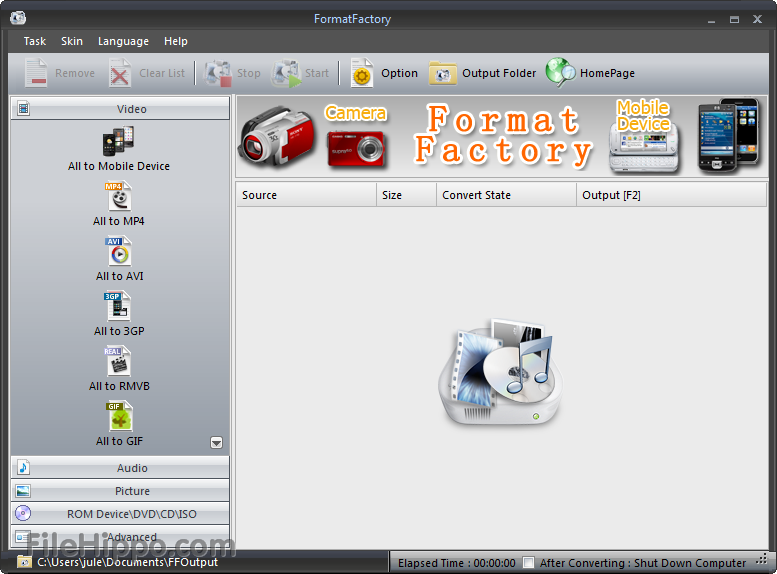 FormatFactory
Task Skin Language Help
Remove Clear List Stop Start Option Output Folder HomePage
Video
All to Mobile Device
MP4
All to MP4
AVI
All to AVI
3GP
All to 3GP
REAL
All to RMVB
GIF
All to GIF
Audio
Picture
ROM Device\DVD\CD\ISO
Advanced
FileHippo.com
Camera
Format
Factory
Mobile
Device
SONY
Source Size Convert State Output [F2]
C:\Users\jule\Documents\FFOutput
Elapsed Time : 00:00:00 After Converting : Shut Down Computer